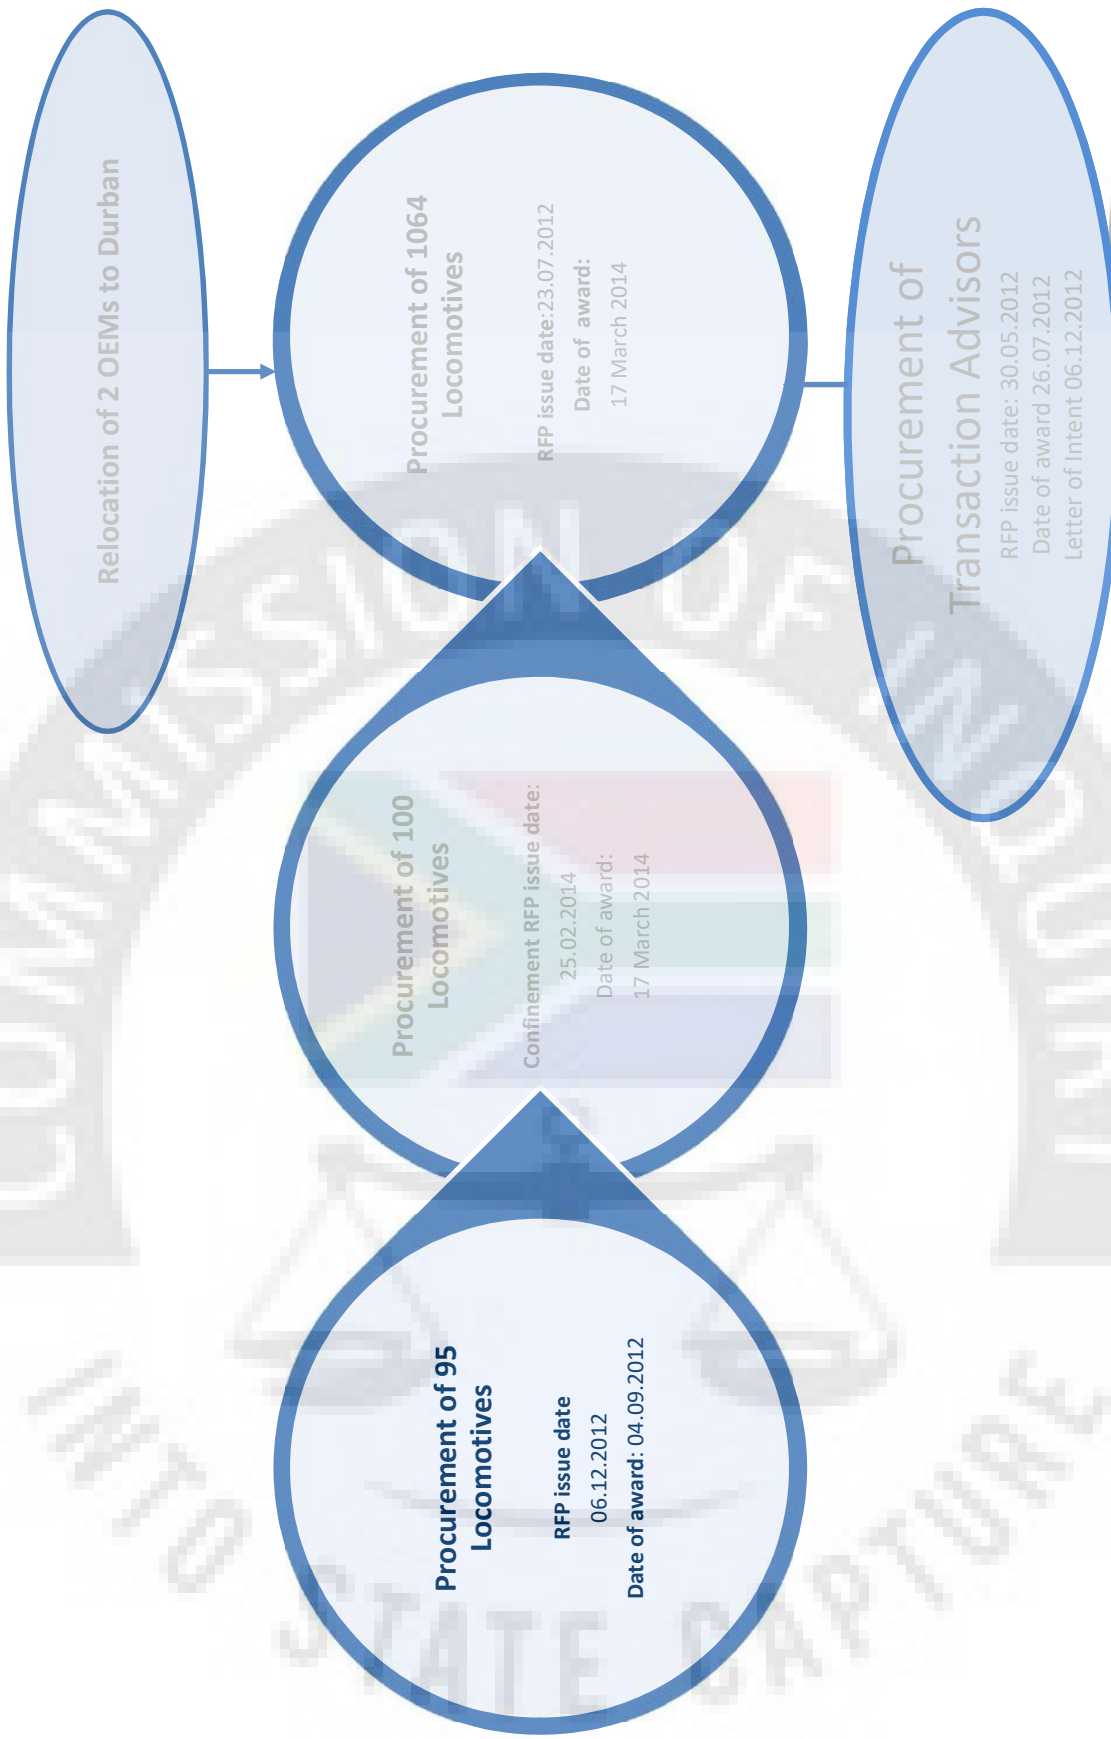 Procurement of 95
Locomotives
RFP issue date
06.12.2012
Date of award: 04.09.2012
Procurement of 100
Locomotives
Confinement RFP issue date:
25.02.2014
Date of award:
17 March 2014
Procurement of 1064
Locomotives
RFP issue date:23.07.2012
Date of  award:
17 March 2014
Relocation of 2 OEMs to Durban
Procurement of
Transaction Advisors
RFP issue date: 30.05.2012
Date of award 26.07.2012
Letter of Intent 06.12.2012
COMMISSION OF INQUIRY
INTO STATE CAPTURE